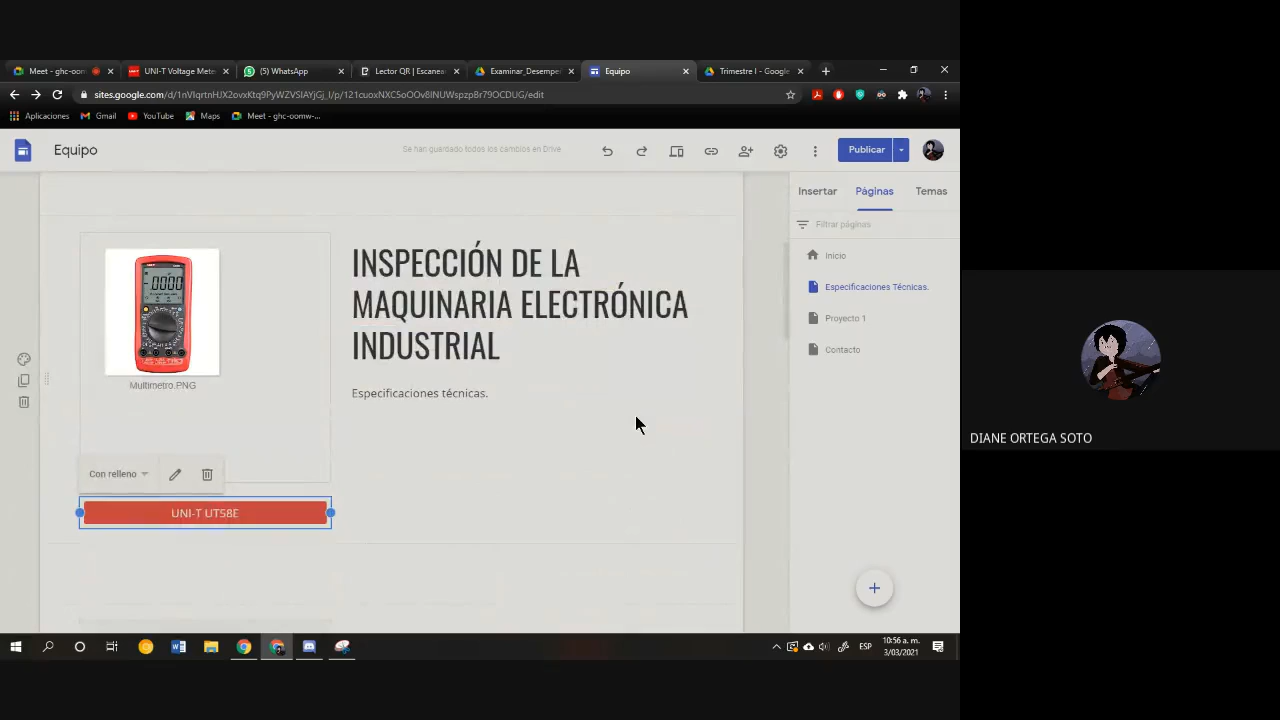 Meet - ghc-oom
UNI-T Voltage Mete
(5) WhatsApp
Lector QR | Escanea
Examinar_Desempe
Equipo
Trimestre I - Google
sites.google.com/d/1nVlqrtnHJX2ovxKtq9PyWZVSIAYjGj_I/p/121cuoxNXC5oOOv8INUWspzp8r79OCDUG/edit
Aplicaciones
Gmail
YouTube
Maps
Meet - ghc-oomw-...
Equipo
Se han guardado todos los cambios en Drive
Publicar
Insertar
Páginas
Temas
Filtrar páginas
Inicio
Especificaciones Técnicas.
Proyecto 1
Contacto
0000
Multimetro.PNG
INSPECCIÓN DE LA
MAQUINARIA ELECTRÓNICA
INDUSTRIAL
Especificaciones técnicas.
Con relleno
UNI-T UT58E
DIANE ORTEGA SOTO
ESP
10:56 a. m.
3/03/2021